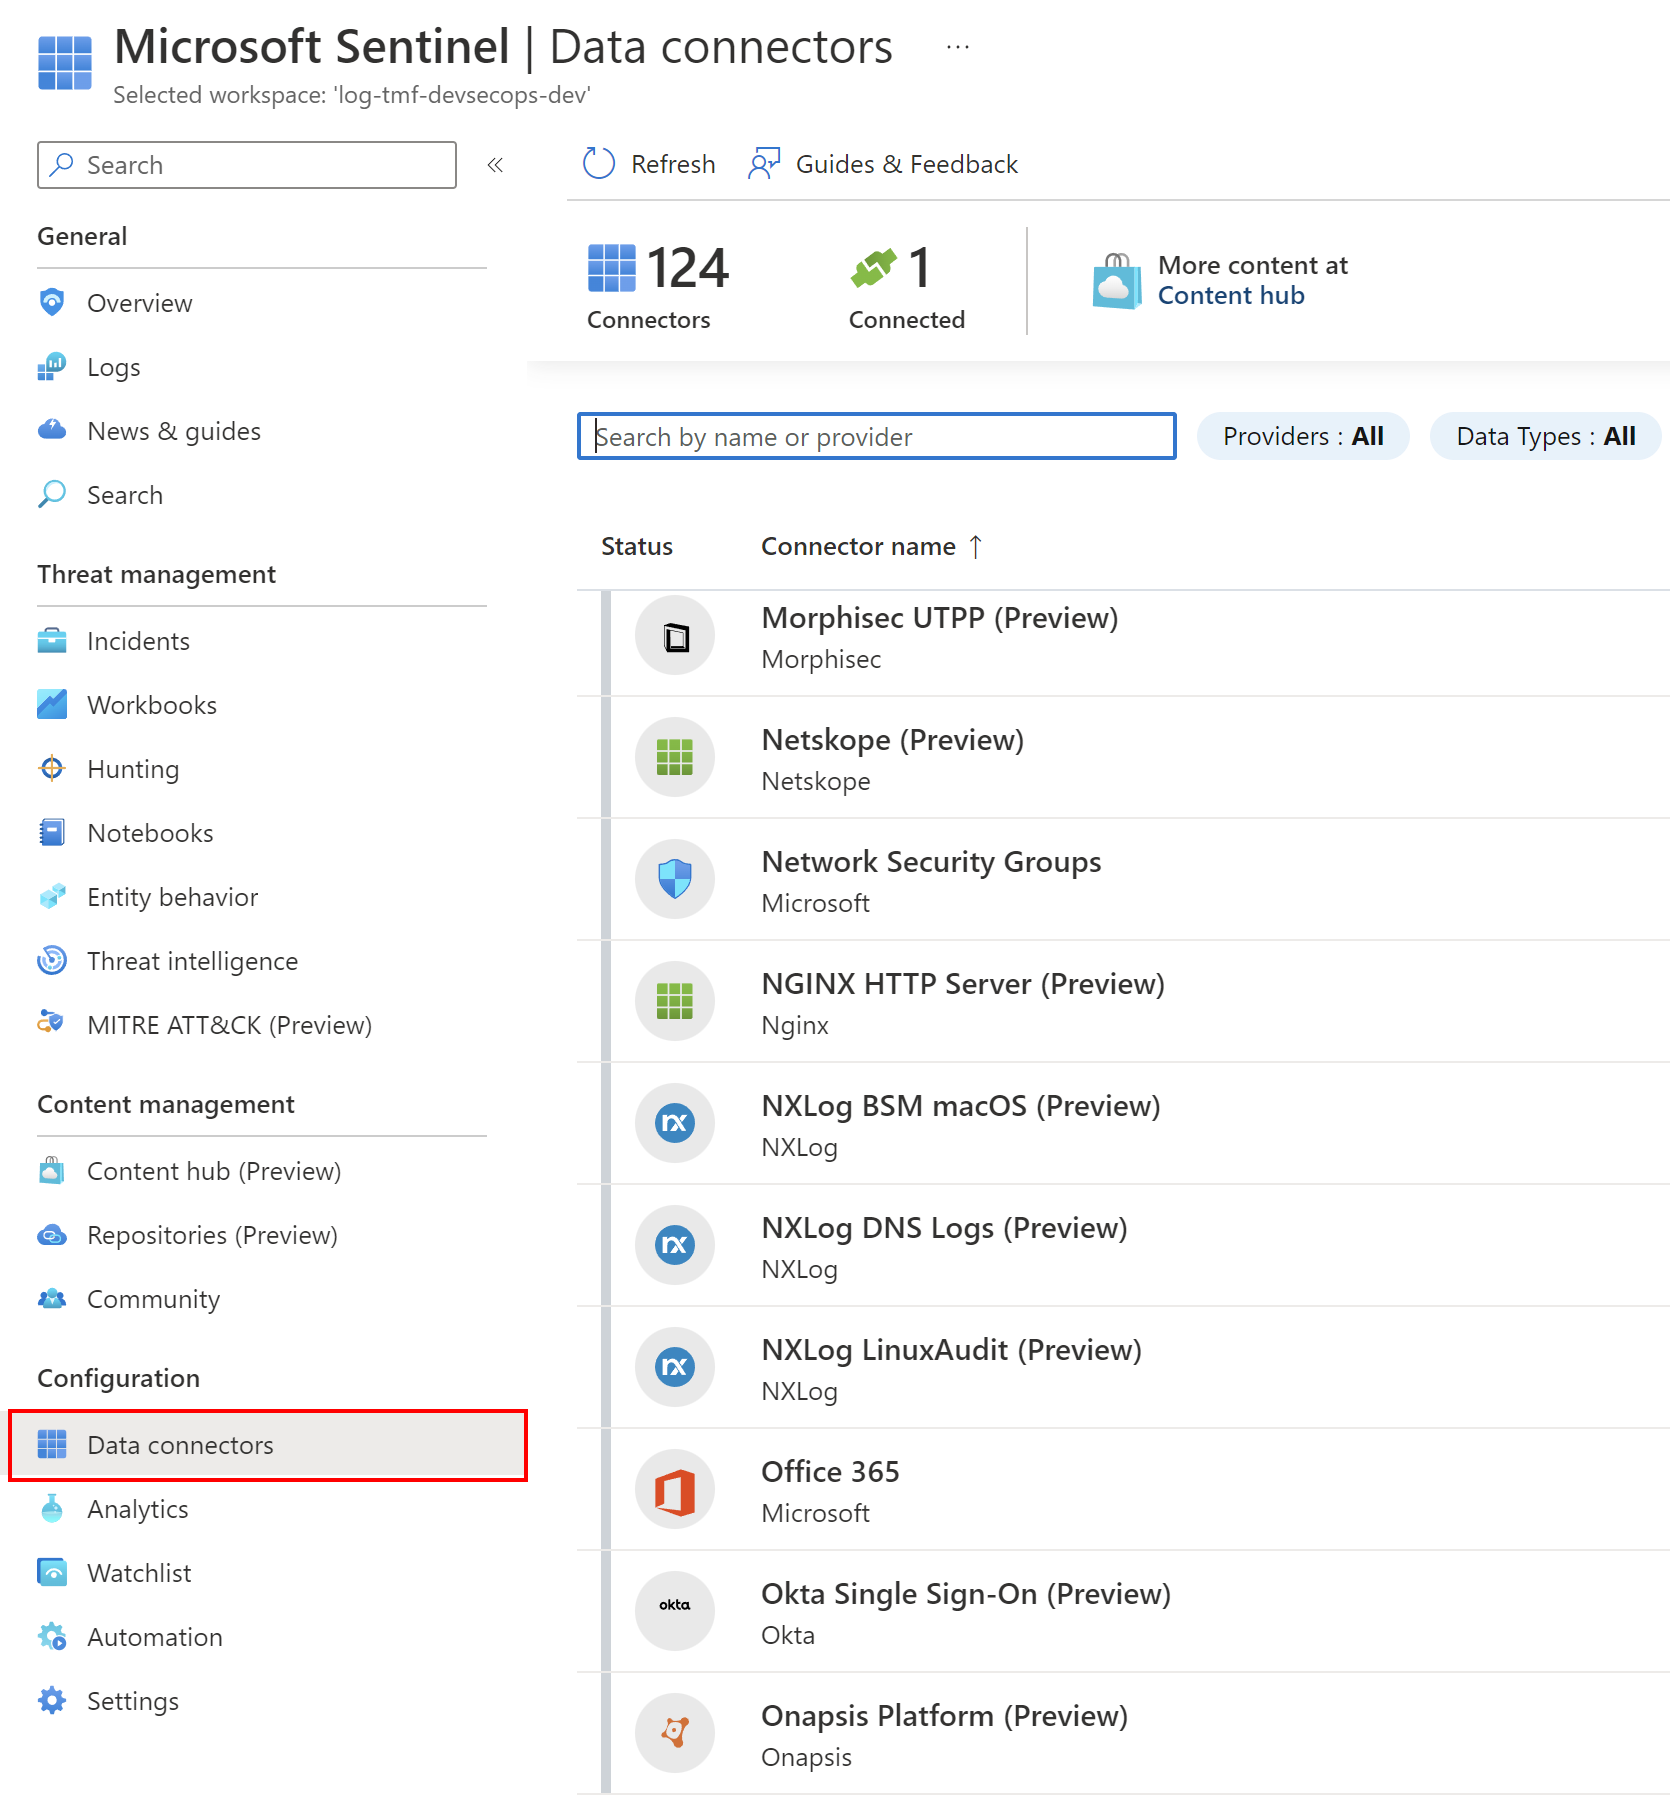 Microsoft Sentinel | Data connectors ...
Selected workspace: 'log-tmf-devsecops-dev'
Search «
General
Overview
Logs
News & guides
Search
Threat management
Incidents
Workbooks
Hunting
Notebooks
Entity behavior
Threat intelligence
MITRE ATT&CK (Preview)
Content management
Content hub (Preview)
Repositories (Preview)
Community
Configuration
Data connectors
Analytics
Watchlist
Automation
Settings
Refresh Guides & Feedback
124
Connectors
1
Connected
More content at
Content hub
Search by name or provider Providers : All Data Types : All
Status Connector name ↑
Morphisec UTPP (Preview)
Morphisec
Netskope (Preview)
Netskope
Network Security Groups
Microsoft
NGINX HTTP Server (Preview)
Nginx
nx
NXLog BSM macOS (Preview)
NXLog
nx
NXLog DNS Logs (Preview)
NXLog
nx
NXLog LinuxAudit (Preview)
NXLog
Office 365
Microsoft
okta
Okta Single Sign-On (Preview)
Okta
Onapsis Platform (Preview)
Onapsis